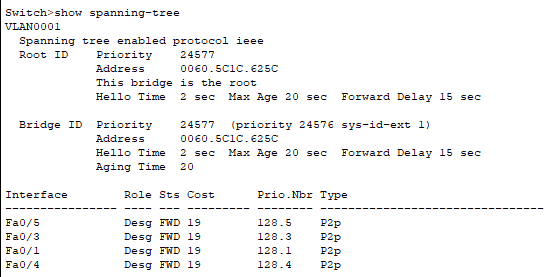 Switch>show spanning-tree
VLAN0001
  Spanning tree enabled protocol ieee
  Root ID    Priority    24577
             Address     0060.5C1C.625C
             This bridge is the root
             Hello Time  2 sec  Max Age 20 sec  Forward Delay 15 sec

  Bridge ID  Priority    24577  (priority 24576 sys-id-ext 1)
             Address     0060.5C1C.625C
             Hello Time  2 sec  Max Age 20 sec  Forward Delay 15 sec
             Aging Time  20

Interface        Role Sts Cost      Prio.Nbr Type
---------------- ---- --- --------- -------- --------------------------------
Fa0/5            Desg FWD 19        128.5    P2p
Fa0/3            Desg FWD 19        128.3    P2p
Fa0/1            Desg FWD 19        128.1    P2p
Fa0/4            Desg FWD 19        128.4    P2p